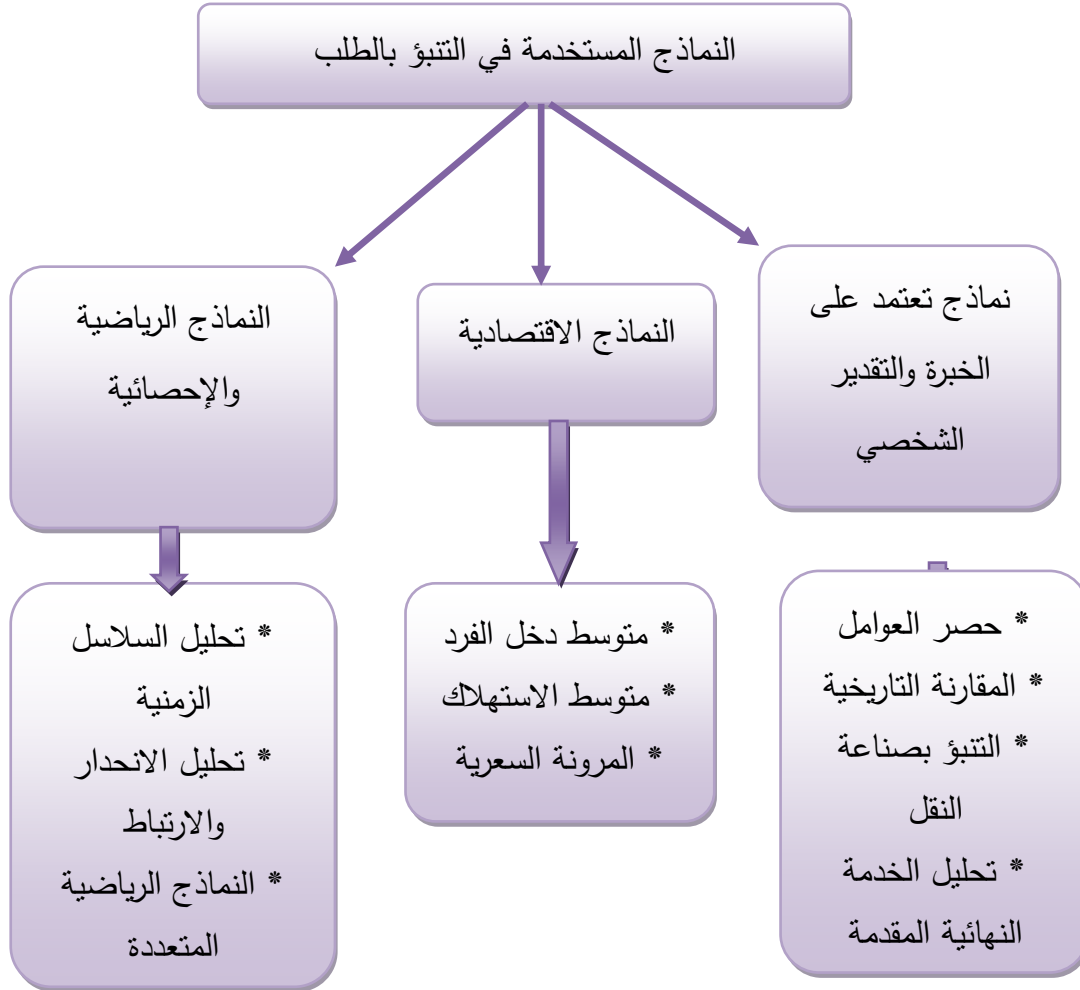 النماذج المستخدمة في التنبؤ بالطلب
نماذج تعتمد على
الخبرة والتقدير
الشخصي
النماذج الاقتصادية
النماذج الرياضية
والإحصائية
* حصر العوامل
* المقارنة التاريخية
* التنبؤ بصناعة
النقل
* تحليل الخدمة
النهائية المقدمة
* متوسط دخل الفرد
* متوسط الاستهلاك
* المرونة السعرية
* تحليل السلاسل
الزمنية
* تحليل الانحدار
والارتباط
* النماذج الرياضية
المتعددة